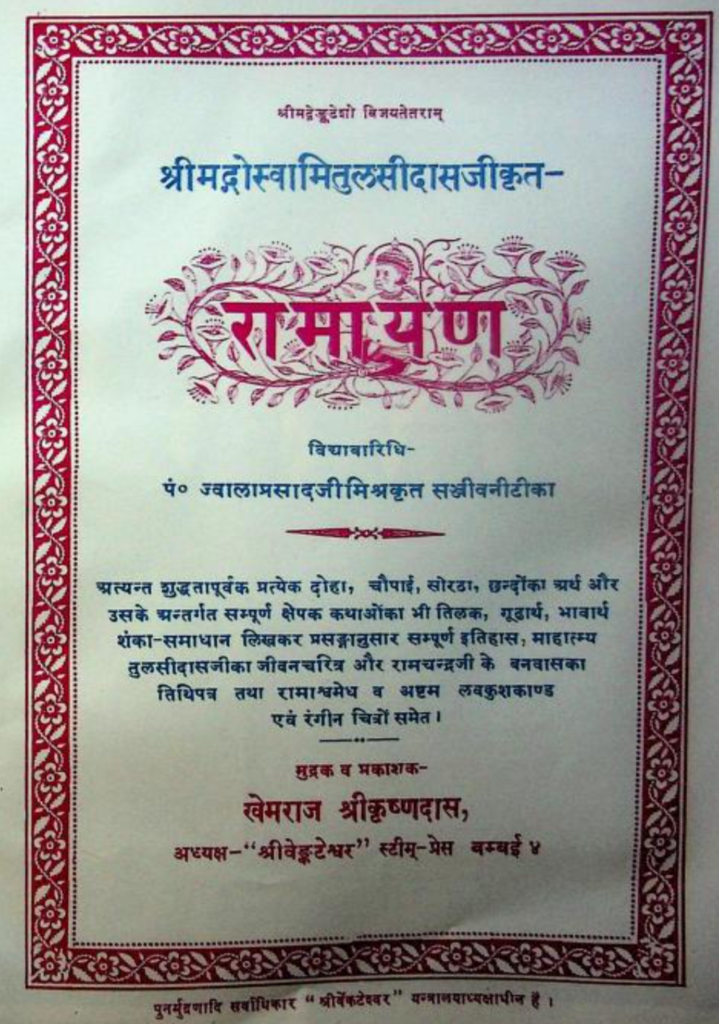 श्रीमद्वेङ्कटेशो विजयतेतराम्
श्रीमद्गोस्वामितुलसीदासजीकृत-
रामायण
विद्यावारिधि-
पं० ज्वालाप्रसादजीमिश्रकृत सञ्जीवनीटीका
अत्यन्त शुद्धतापूर्वक प्रत्येक दोहा, चौपाई, सोरठा, छन्दोंका अर्थ और
उसके अन्तर्गत सम्पूर्ण क्षेपक कथाओंका भी तिलक, गूढार्थ, भावार्थ
शंका-समाधान लिखकर प्रसङ्गानुसार सम्पूर्ण इतिहास, माहात्म्य
तुलसीदासजीका जीवनचरित्र और रामचन्द्रजी के बनवासका
तिथिपत्र तथा रामाश्वमेध व अष्टम लवकुशकाण्ड
एवं रंगीन चित्रों समेत।
मुद्रक व प्रकाशक-
खेमराज श्रीकृष्णदास,
अध्यक्ष-“श्रीवेङ्कटेश्वर” स्टीम्-प्रेस बम्बई ४
पुनर्मुद्रणादि सर्वाधिकार “श्रीवेंकटेश्वर” यन्त्रालयाध्यक्षाधीन है।